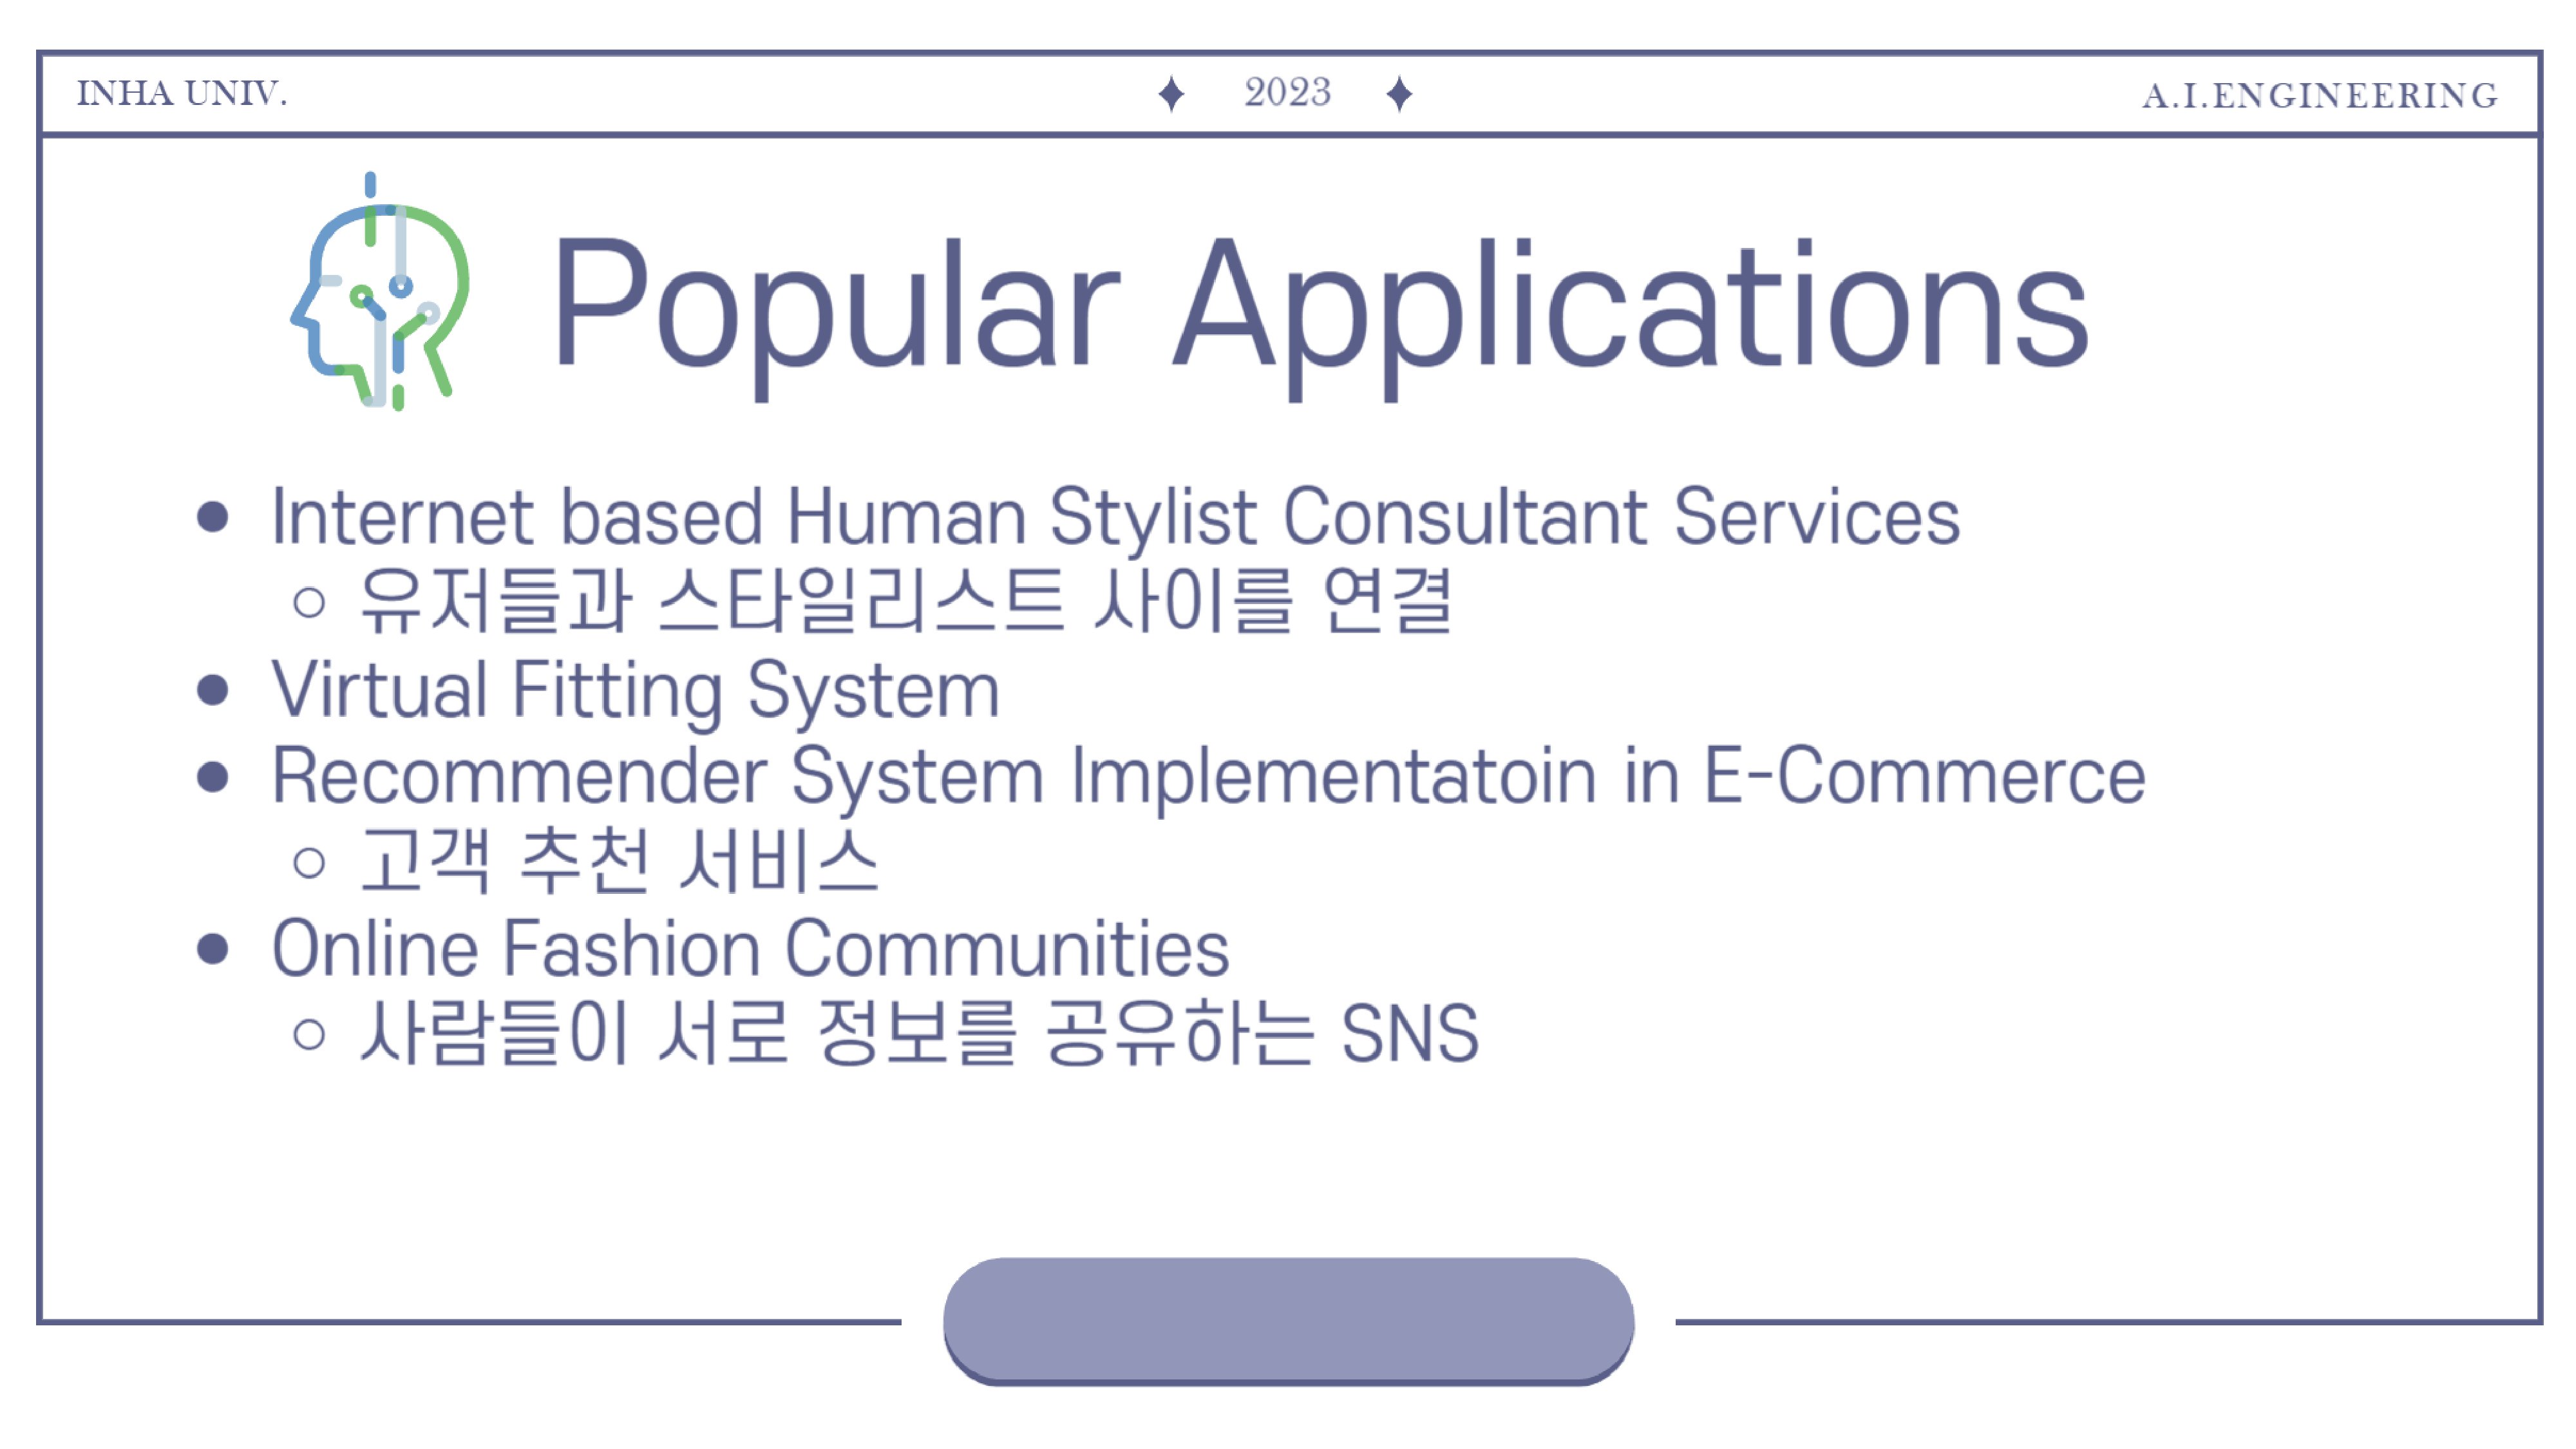 INHA UNIV.
2023
A.I.ENGINEERING
Popular Applications
Internet based Human Stylist Consultant Services
유저들과 스타일리스트 사이를 연결
Virtual Fitting System
Recommender System Implementatoin in E-Commerce
고객 추천 서비스
Online Fashion Communities
사람들이 서로 정보를 공유하는 SNS